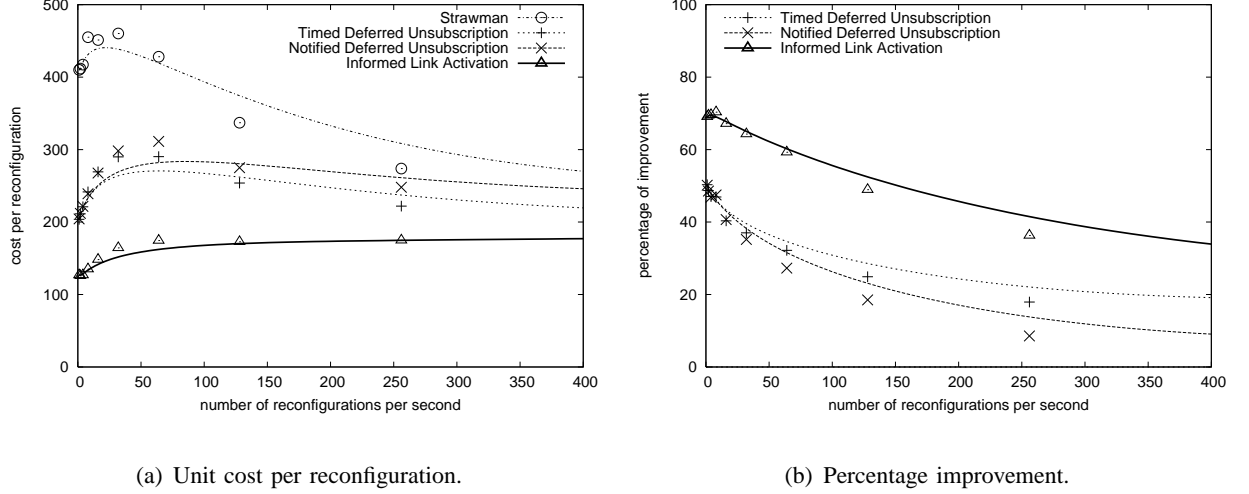 500
400
300
200
100
0
0 50 100 150 200 250 300 350 400
cost per reconfiguration
number of reconfigurations per second
Strawman
Timed Deferred Unsubscription
Notified Deferred Unsubscription
Informed Link Activation
(a) Unit cost per reconfiguration.
100
80
60
40
20
0
0 50 100 150 200 250 300 350 400
percentage of improvement
number of reconfigurations per second
Timed Deferred Unsubscription
Notified Deferred Unsubscription
Informed Link Activation
(b) Percentage improvement.